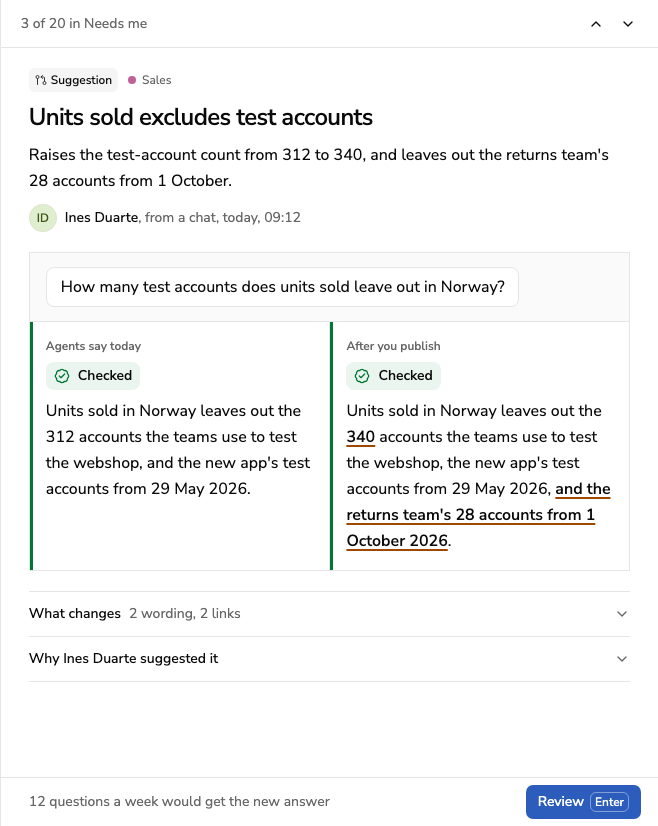 3 of 20 in Needs me
Suggestion
Sales
Units sold excludes test accounts
Raises the test-account count from 312 to 340, and leaves out the returns team's
28 accounts from 1 October.
ID
Ines Duarte, from a chat, today, 09:12
How many test accounts does units sold leave out in Norway?
Agents say today
Checked
Units sold in Norway leaves out the
312 accounts the teams use to test
the webshop, and the new app's test
accounts from 29 May 2026.
After you publish
Checked
Units sold in Norway leaves out the
340 accounts the teams use to test
the webshop, the new app's test
accounts from 29 May 2026, and the
returns team's 28 accounts from 1
October 2026.
What changes 2 wording, 2 links
Why Ines Duarte suggested it
12 questions a week would get the new answer
Review Enter